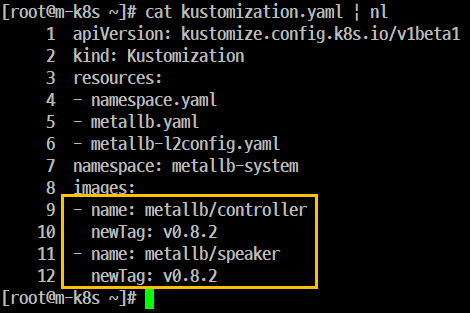 [root@m-k8s ~]# cat kustomization.yaml ¦ nl
     1  apiVersion: kustomize.config.k8s.io/v1beta1
     2  kind: Kustomization
     3  resources:
     4  - namespace.yaml
     5  - metallb.yaml
     6  - metallb-l2config.yaml
     7  namespace: metallb-system
     8  images:
     9  - name: metallb/controller
    10    newTag: v0.8.2
    11  - name: metallb/speaker
    12    newTag: v0.8.2
[root@m-k8s ~]#